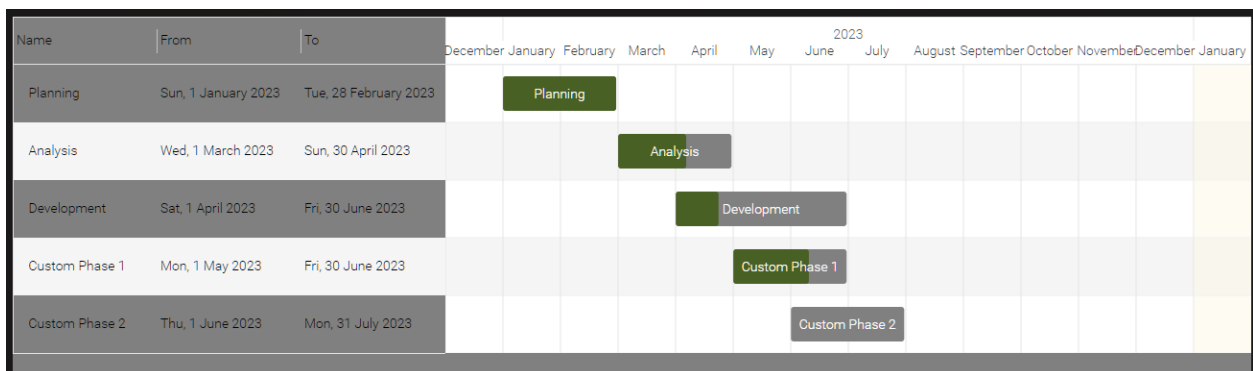 2023
Name From To December January February March April May June July August September October November December January
Planning Sun, 1 January 2023 Tue, 28 February 2023 Planning
Analysis Wed, 1 March 2023 Sun, 30 April 2023 Analysis
Development Sat, 1 April 2023 Fri, 30 June 2023 Development
Custom Phase 1 Mon, 1 May 2023 Fri, 30 June 2023 Custom Phase 1
Custom Phase 2 Thu, 1 June 2023 Mon, 31 July 2023 Custom Phase 2